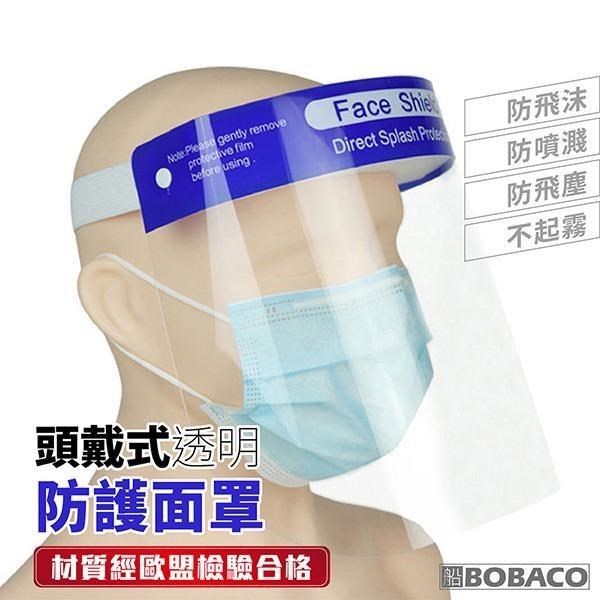 Face Shield
Direct Splash Protection
Note:Please gently remove
protective film
before using .
防飛沫
防噴濺
防飛塵
不起霧
頭戴式透明
防護面罩
材質經歐盟檢驗合格
船BOBACO